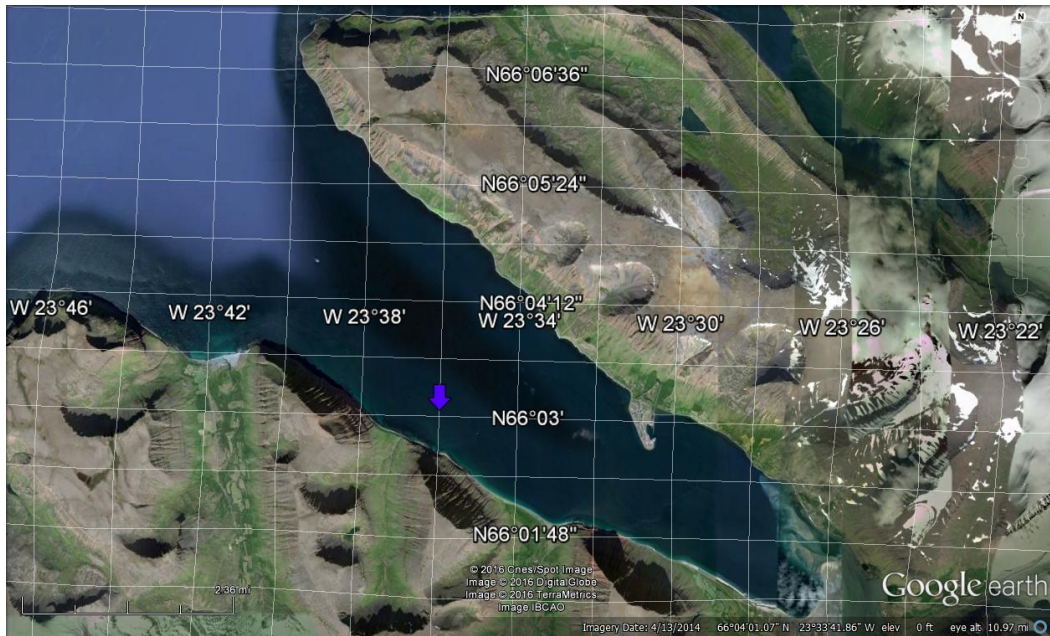 N
N66°06'36"
N66°05'24"
N66°04'12"
W 23°46'
W 23°42'
W 23°38'
W 23°34'
W 23°30'
W 23°26'
W 23°22'
N66°03'
N66°01'48"
© 2016 Cnes/Spot Image
Image © 2016 DigitalGlobe
Image © 2016 TerraMetrics
Image IBCAO
2.36 mi
Google earth
Imagery Date: 4/13/2014 66°04'01.07" N 23°33'41.86" W elev 0 ft eye alt 10.97 mi